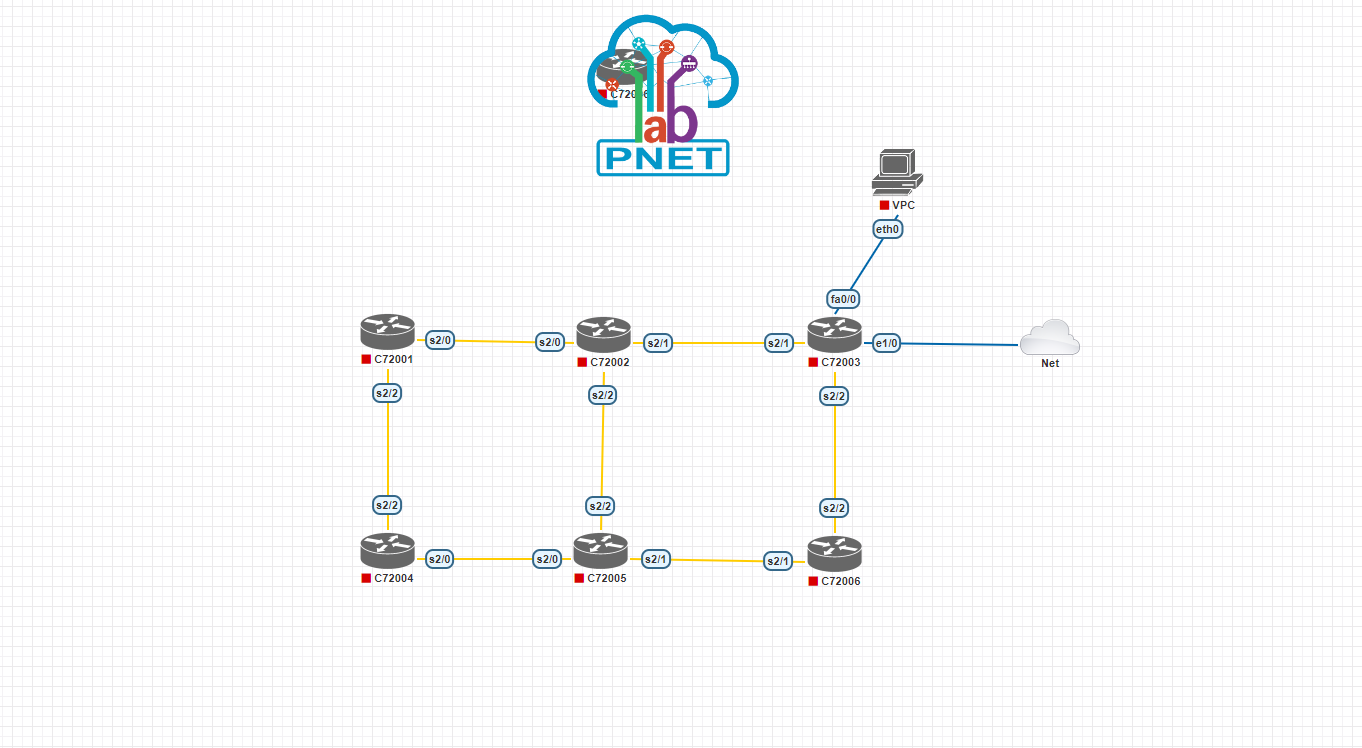 lab
PNET
VPC
eth0
fa0/0
C72001
s2/0
s2/0
C72002
s2/1
s2/1
C72003
e1/0
Net
s2/2
s2/2
s2/2
s2/2
s2/2
s2/2
C72004
s2/0
s2/0
C72005
s2/1
s2/1
C72006